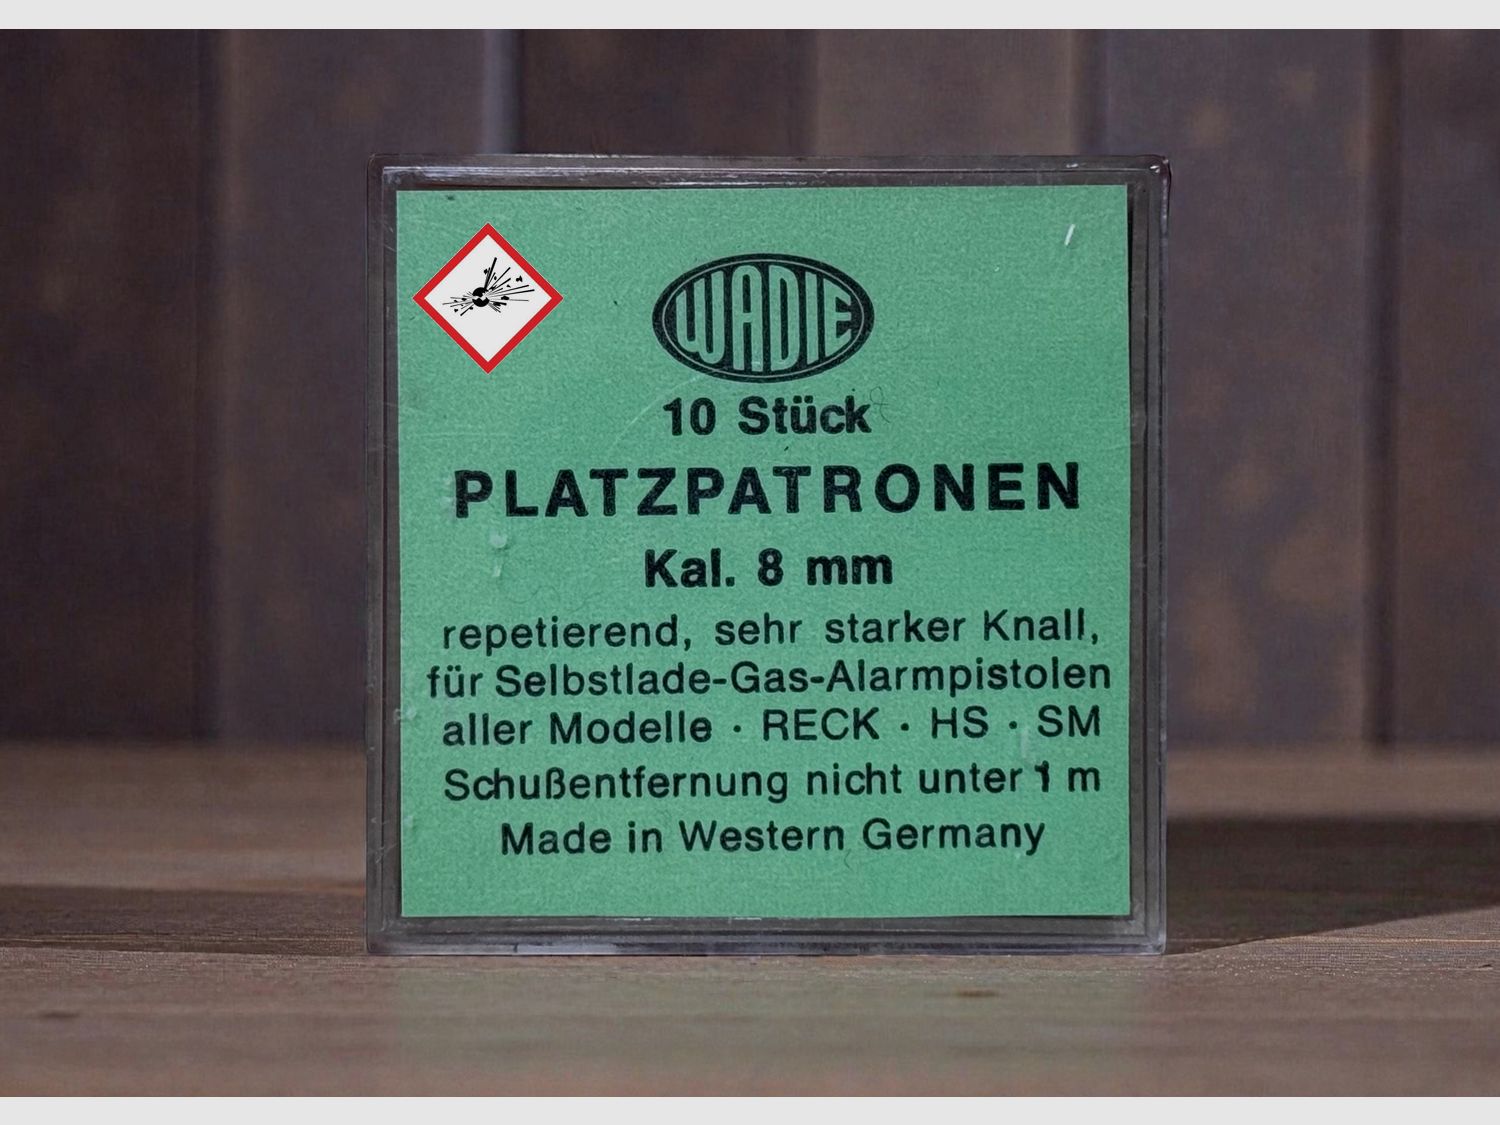 WADIE
10 Stück
PLATZPATRONEN
Kal. 8 mm
repetierend, sehr starker Knall,
für Selbstlade-Gas-Alarmpistolen
aller Modelle · RECK · HS · SM
Schußentfernung nicht unter 1 m
Made in Western Germany